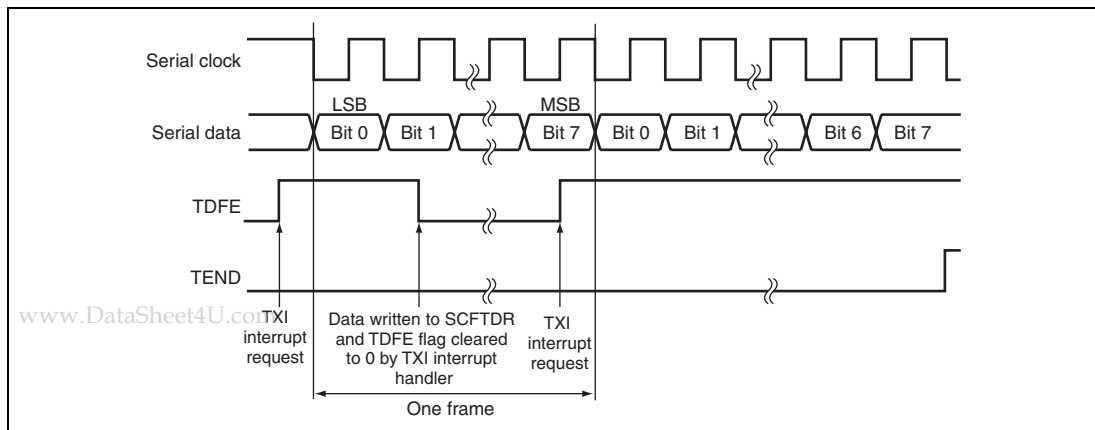 Serial clock
LSB
MSB
Serial data
Bit 0
Bit 1
Bit 7
Bit 0
Bit 1
Bit 6
Bit 7
TDFE
TEND
www.DataSheet4U.com
TXI
interrupt
request
Data written to SCFTDR
and TDFE flag cleared
to 0 by TXI interrupt
handler
TXI
interrupt
request
One frame